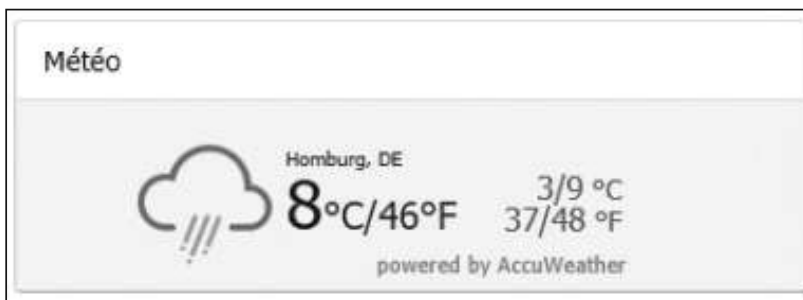 Météo
Homburg, DE
8°C/46°F
3/9 °C
37/48 °F
powered by AccuWeather